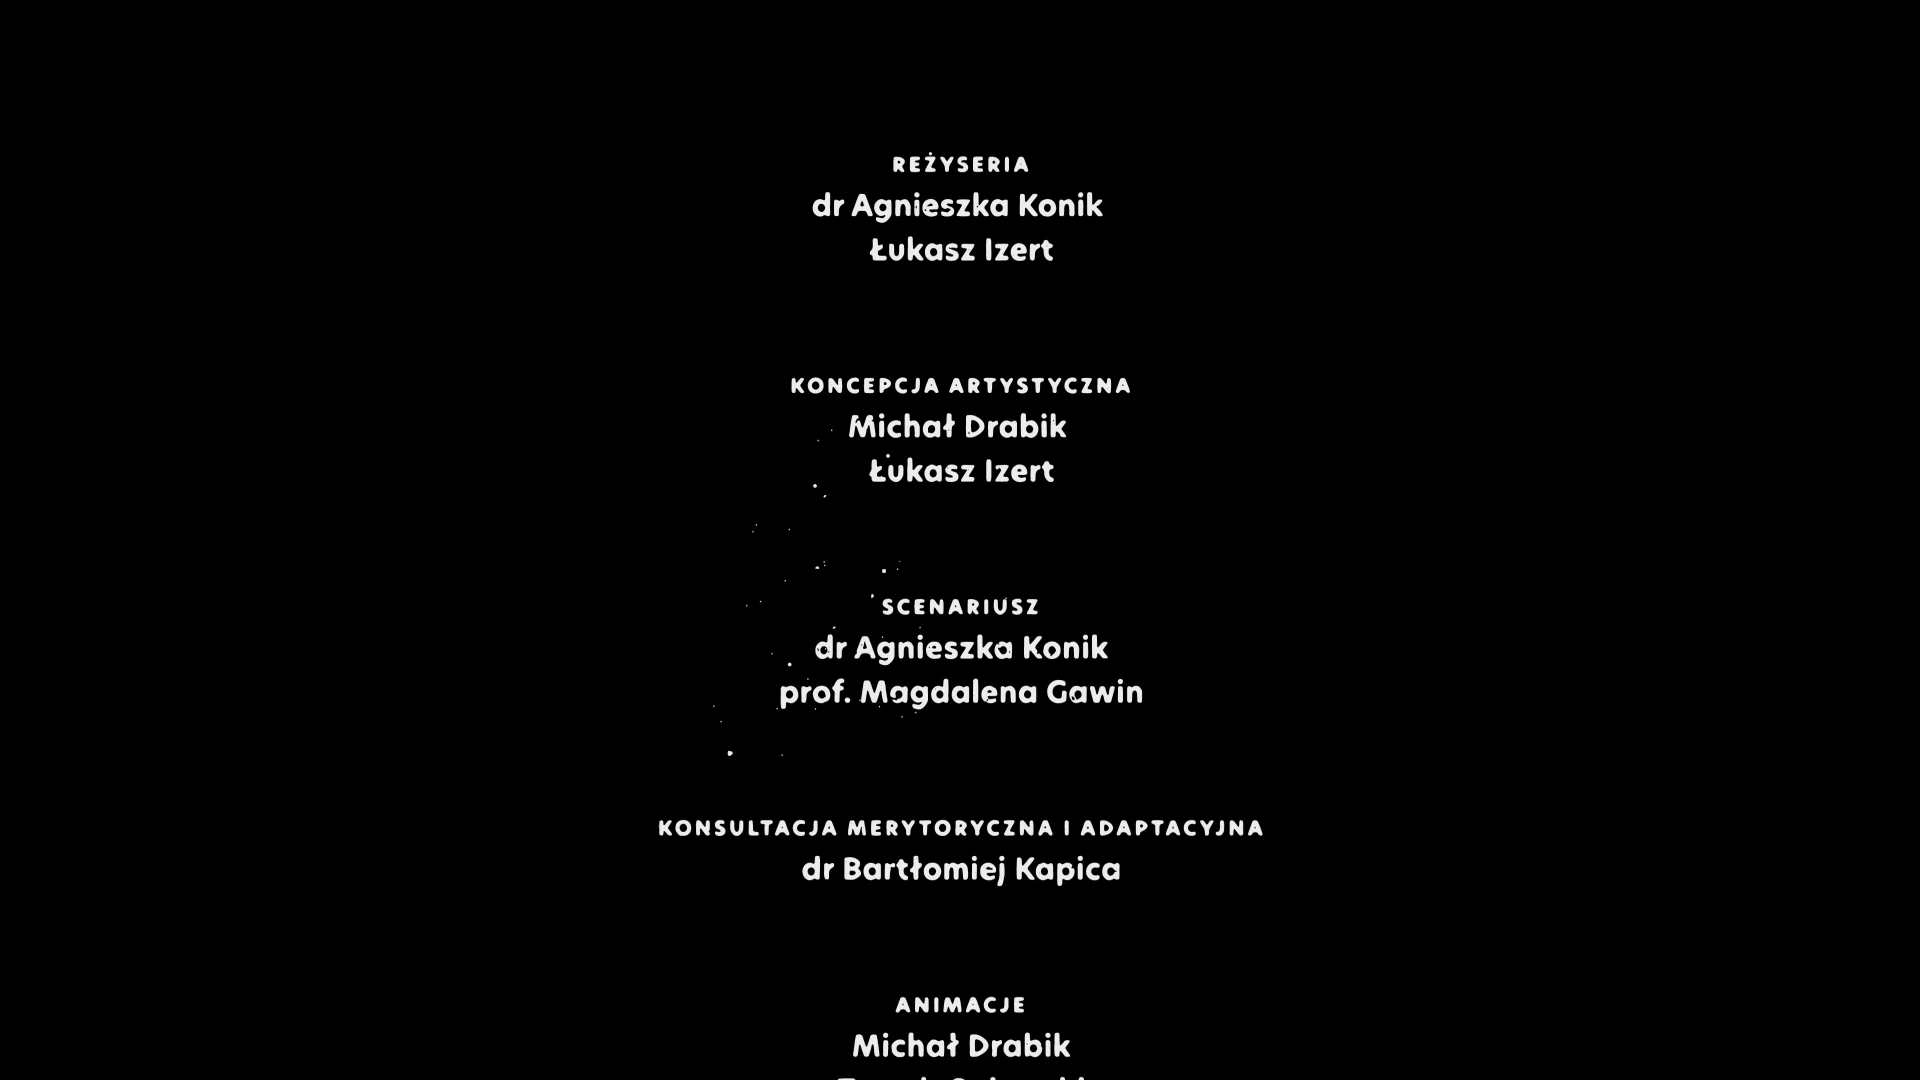 REŻYSERIA
dr Agnieszka Konik
Łukasz Izert
KONCEPCJA ARTYSTYCZNA
Michał Drabik
Łukasz Izert
SCENARIUSZ
dr Agnieszka Konik
prof. Magdalena Gawin
KONSULTACJA MERYTORYCZNA I ADAPTACYJNA
dr Bartłomiej Kapica
ANIMACJE
Michał Drabik